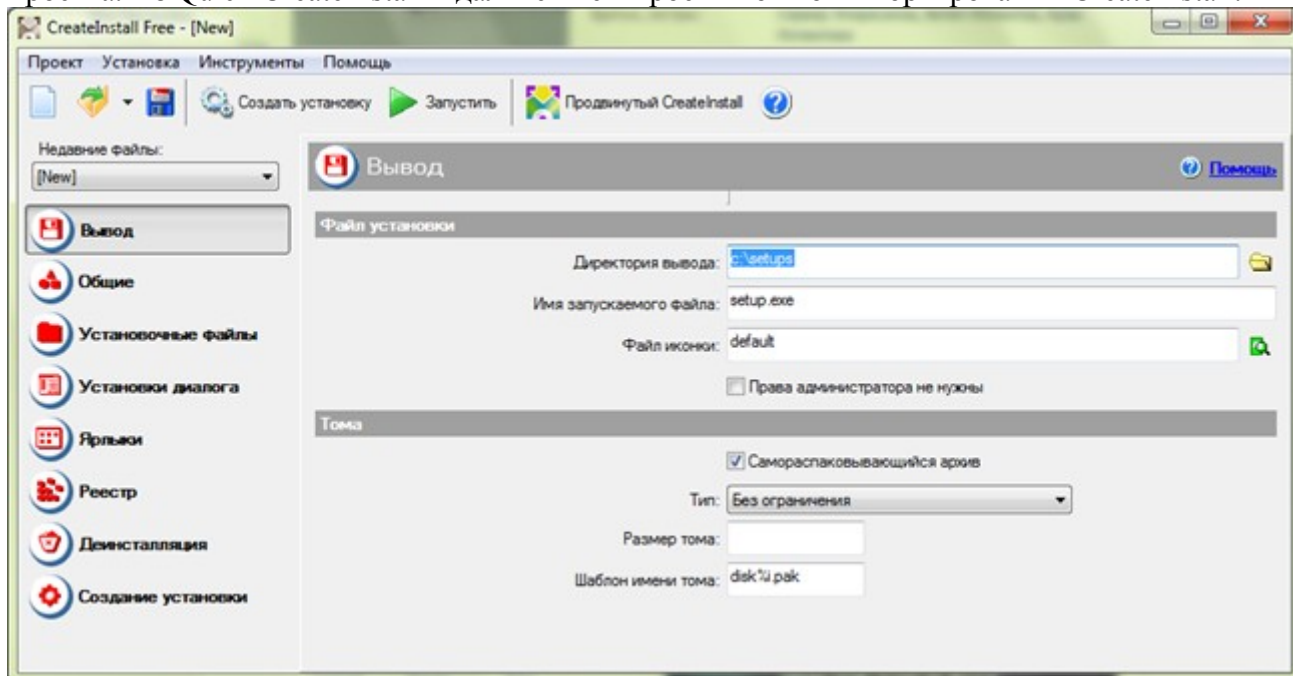 CreateInstall Free - [New]
Проект Установка Инструменты Помощь
Создать установку Запустить Продвинутый CreateInstall
Недавние файлы:
[New]
Вывод
Помощь
Вывод
Общие
Установочные файлы
Установки диалога
Ярлыки
Реестр
Деинсталляция
Создание установки
Файл установки
Директория вывода: c:\setups
Имя запускаемого файла: setup.exe
Файл иконки: default
Права администратора не нужны
Тома
Самораспаковывающийся архив
Тип: Без ограничения
Размер тома:
Шаблон имени тома: disk%i.pak